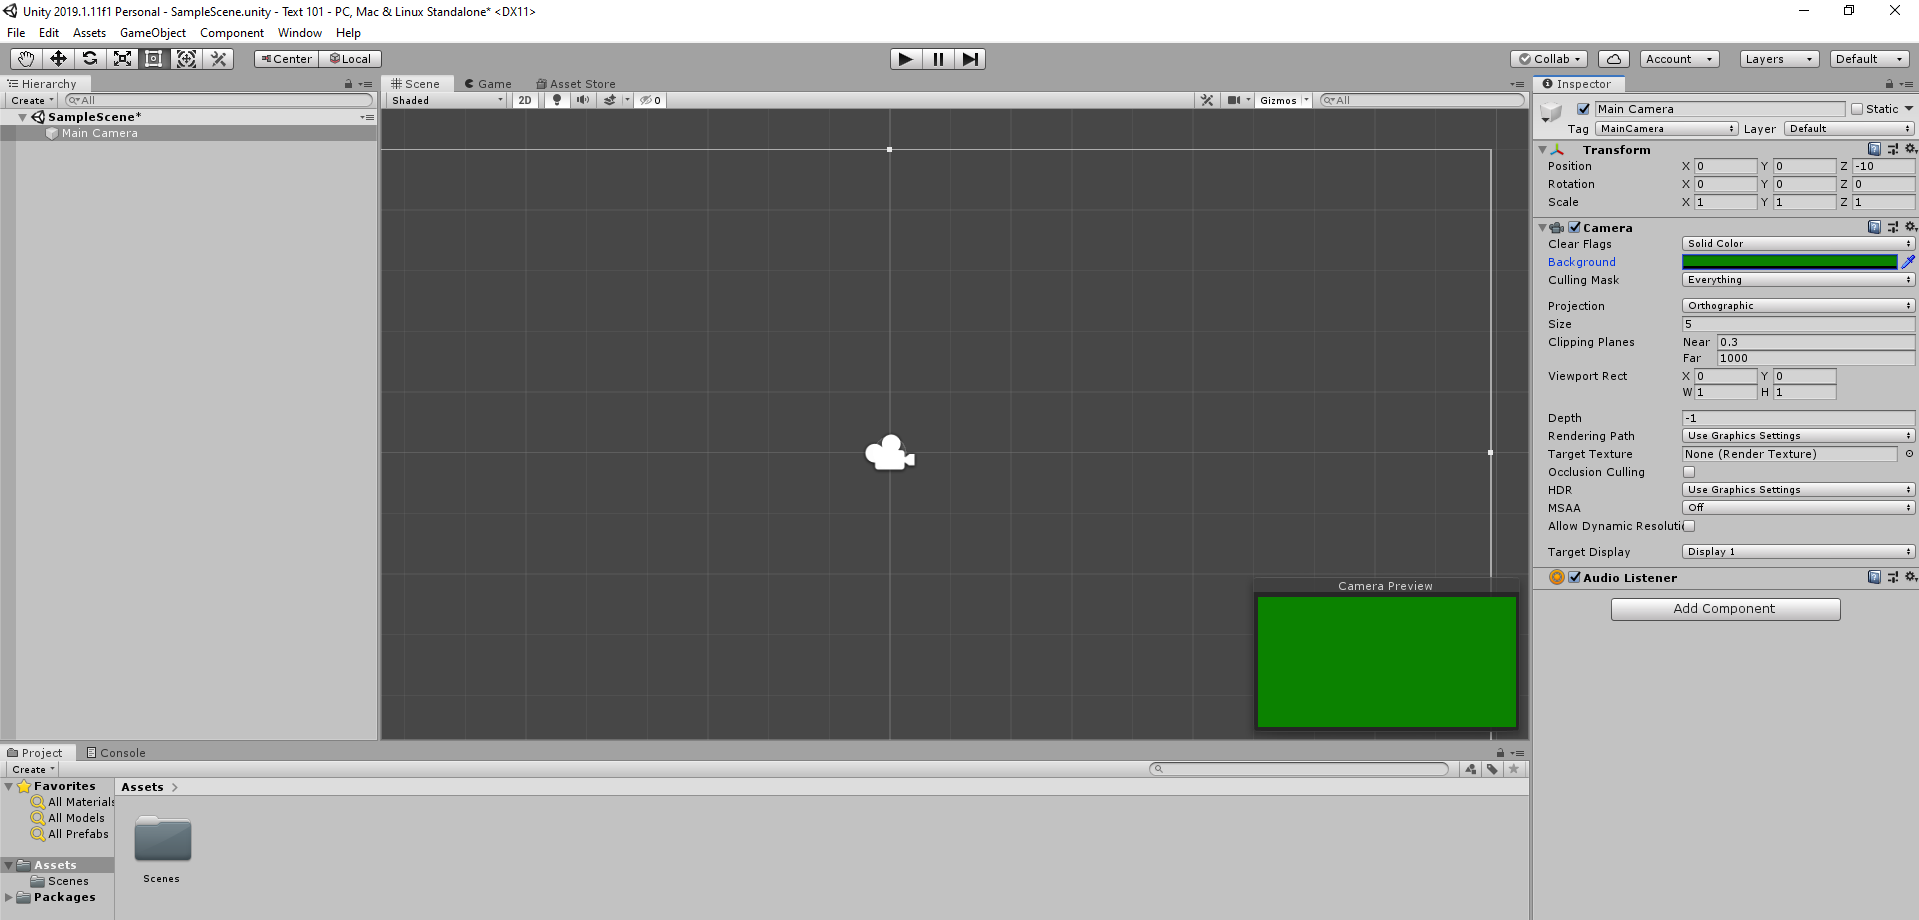 Unity 2019.1.11f1 Personal - SampleScene.unity - Text 101 - PC, Mac & Linux Standalone* <DX11>
File Edit Assets GameObject Component Window Help
Center Local
Collab Account Layers Default
Hierarchy
Create All
SampleScene*
Main Camera
Scene Game Asset Store
Shaded 2D 0 Gizmos All
Camera Preview
Inspector
Main Camera Static
Tag MainCamera Layer Default
Transform
Position X 0 Y 0 Z -10
Rotation X 0 Y 0 Z 0
Scale X 1 Y 1 Z 1
Camera
Clear Flags Solid Color
Background
Culling Mask Everything
Projection Orthographic
Size 5
Clipping Planes Near 0.3
Far 1000
Viewport Rect X 0 Y 0
W 1 H 1
Depth -1
Rendering Path Use Graphics Settings
Target Texture None (Render Texture)
Occlusion Culling
HDR Use Graphics Settings
MSAA Off
Allow Dynamic Resoluti
Target Display Display 1
Audio Listener
Add Component
Project Console
Create
Favorites
All Materials
All Models
All Prefabs
Assets
Scenes
Packages
Assets
Scenes